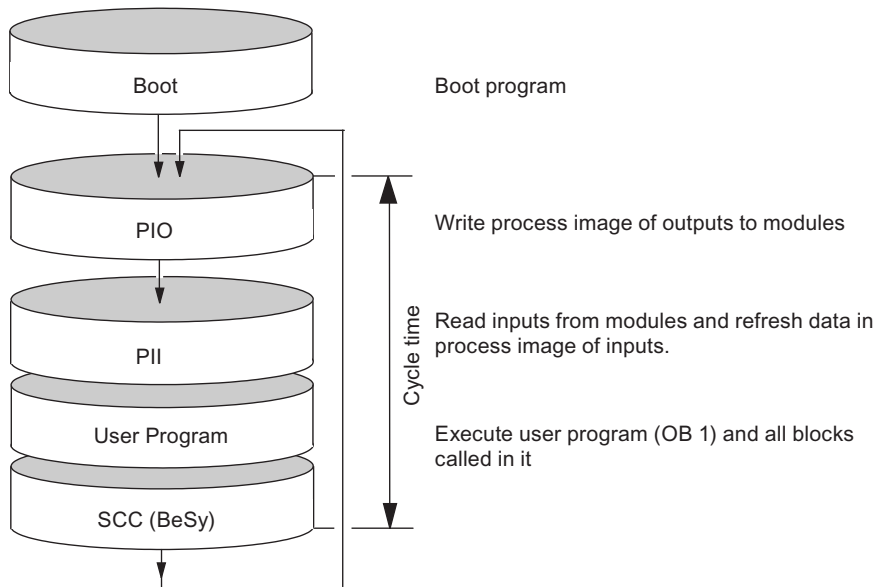 Boot
Boot program
PIO
Write process image of outputs to modules
PII
Read inputs from modules and refresh data in
process image of inputs.
Cycle time
User Program
Execute user program (OB 1) and all blocks
called in it
SCC (BeSy)